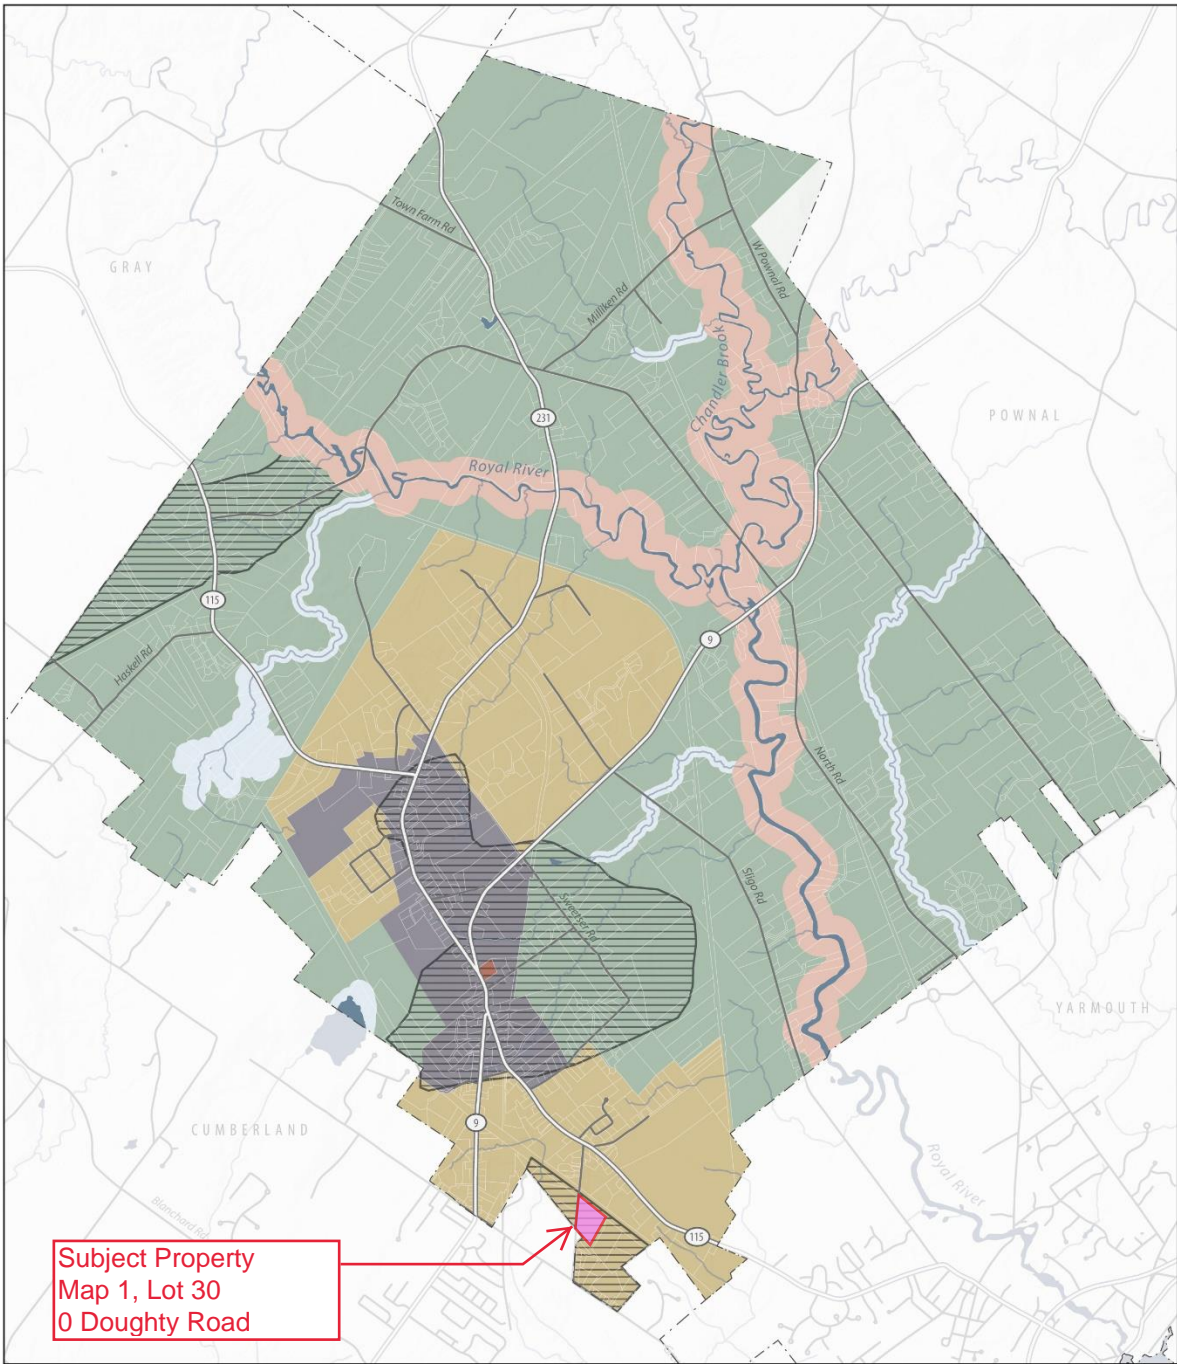 Town Farm Rd
GRAY
Milliken Rd
W Pownal Rd
Chandler Brook
POWNAL
231
Royal River
115
Haskell Rd
9
North Rd
Sligo Rd
Sweetser Rd
YARMOUTH
CUMBERLAND
9
Royal River
Blanchard Rd
115
Subject Property
Map 1, Lot 30
0 Doughty Road